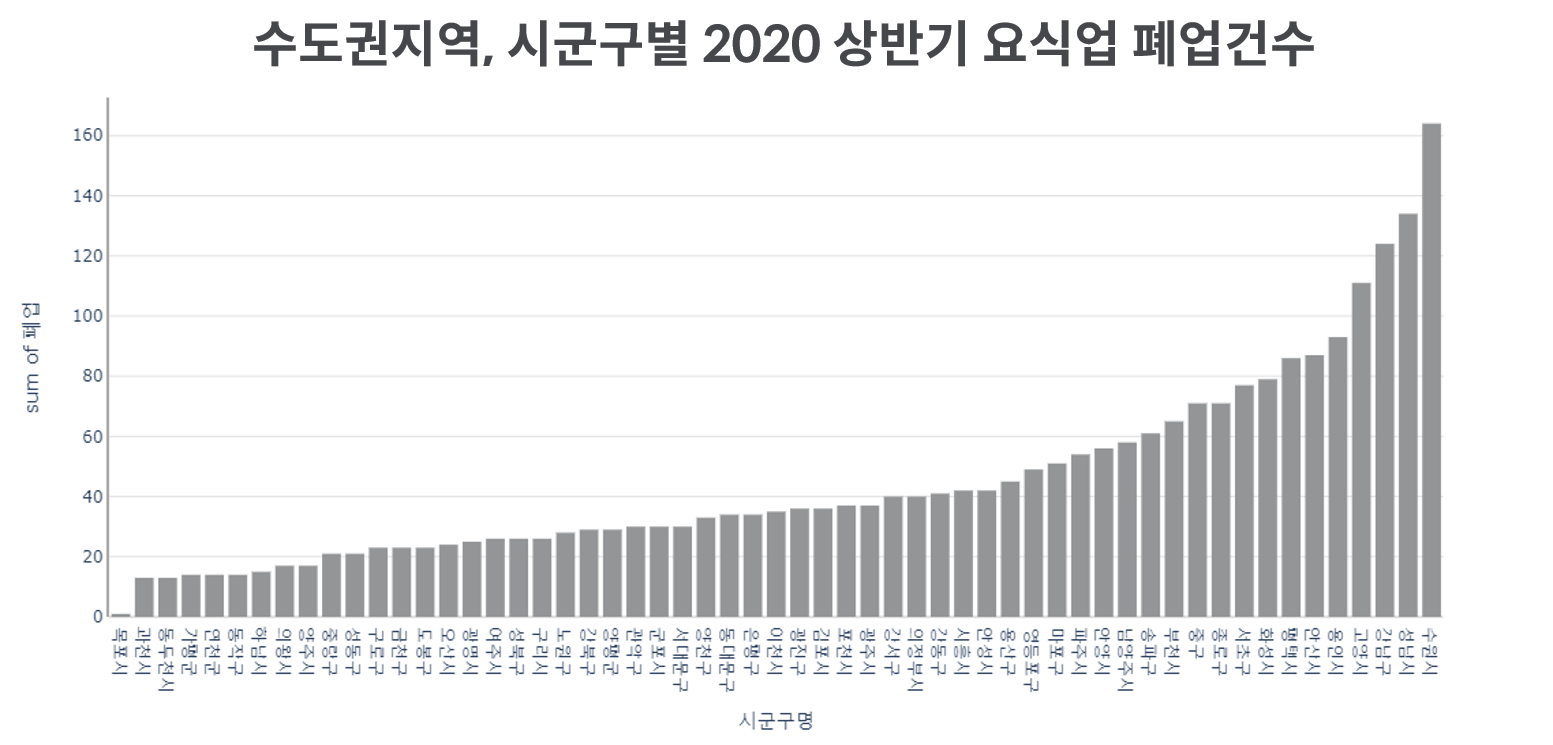 수도권지역, 시군구별 2020 상반기 요식업 폐업건수
160
140
120
100
80
60
40
20
0
sum of 폐업
목포시
과천시
동두천시
가평군
연천군
동작구
하남시
의왕시
양주시
중랑구
성동구
구로구
금천구
도봉구
오산시
광명시
여주시
성북구
구리시
노원구
강북구
양평군
관악구
군포시
서대문구
양천구
동대문구
은평구
이천시
광진구
김포시
포천시
광주시
강서구
의정부시
강동구
시흥시
안성시
용산구
영등포구
마포구
파주시
안양시
남양주시
송파구
부천시
중구
종로구
서초구
화성시
평택시
안산시
용인시
고양시
강남구
성남시
수원시
시군구명